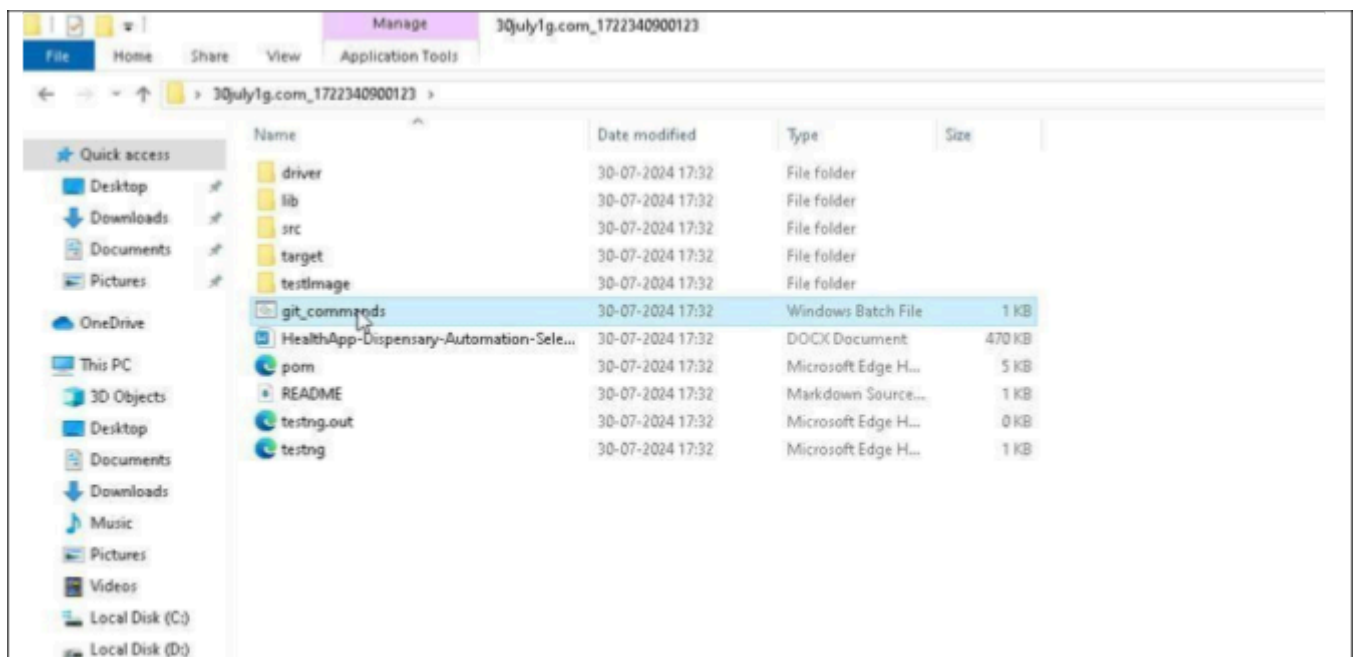 Manage 30july1g.com_1722340900123
File Home Share View Application Tools
30july1g.com_1722340900123
Name Date modified Type Size
Quick access
driver 30-07-2024 17:32 File folder
Desktop
lib 30-07-2024 17:32 File folder
Downloads
src 30-07-2024 17:32 File folder
Documents
target 30-07-2024 17:32 File folder
Pictures
testImage 30-07-2024 17:32 File folder
git_commands 30-07-2024 17:32 Windows Batch File 1 KB
OneDrive
HealthApp-Dispensary-Automation-Sele... 30-07-2024 17:32 DOCX Document 470 KB
This PC
pom 30-07-2024 17:32 Microsoft Edge H... 5 KB
3D Objects
README 30-07-2024 17:32 Markdown Source... 1 KB
Desktop
testng.out 30-07-2024 17:32 Microsoft Edge H... 0 KB
Documents
testng 30-07-2024 17:32 Microsoft Edge H... 1 KB
Downloads
Music
Pictures
Videos
Local Disk (C:)
Local Disk (D:)